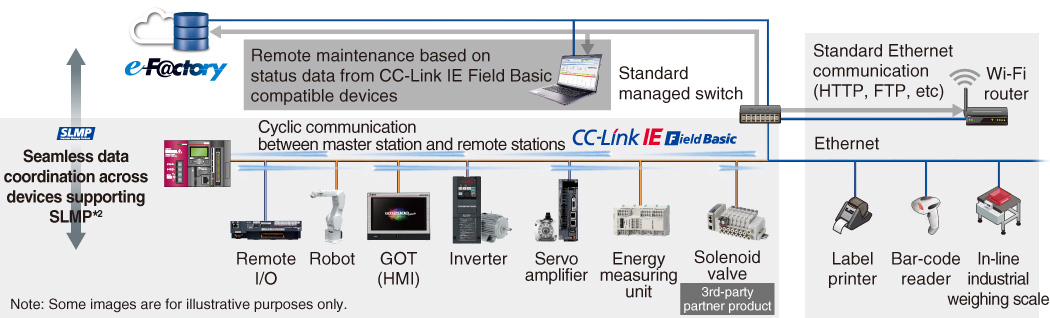 e-F@ctory
Remote maintenance based on
status data from CC-Link IE Field Basic
compatible devices
Standard
managed switch
Standard Ethernet
communication
(HTTP, FTP, etc)
Wi-Fi
router
SLMP
Seamless data
coordination across
devices supporting
SLMP*2
Cyclic communication
between master station and remote stations
CC-Link IE Field Basic
Ethernet
Remote
I/O
Robot
GOT
(HMI)
Inverter
Servo
amplifier
Energy
measuring
unit
Solenoid
valve
3rd-party
partner product
Label
printer
Bar-code
reader
In-line
industrial
weighing scale
Note: Some images are for illustrative purposes only.